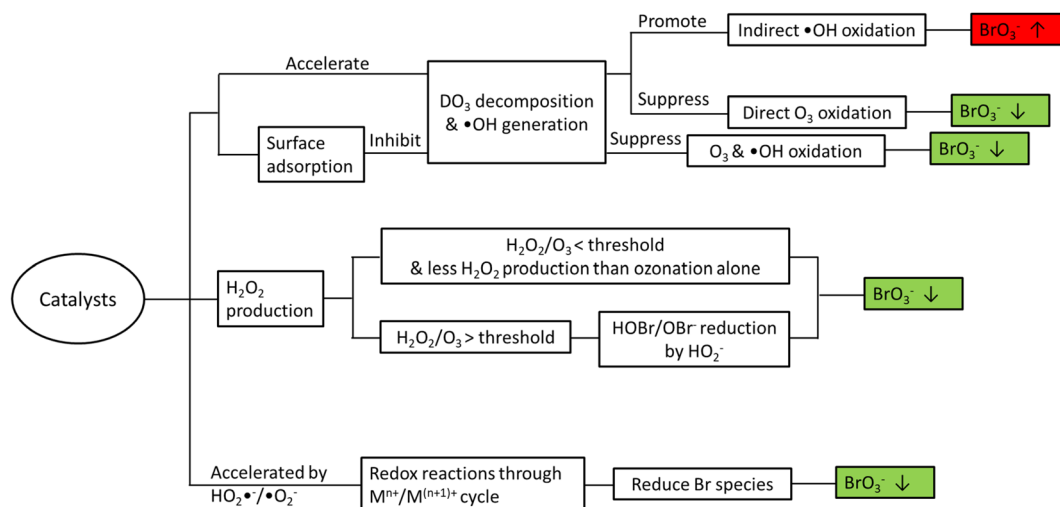 Promote
Indirect •OH oxidation
BrO₃⁻ ↑
Accelerate
DO₃ decomposition
& •OH generation
Suppress
Direct O₃ oxidation
BrO₃⁻ ↓
Surface
adsorption
Inhibit
Suppress
O₃ & •OH oxidation
BrO₃⁻ ↓
Catalysts
H₂O₂
production
H₂O₂/O₃ < threshold
& less H₂O₂ production than ozonation alone
H₂O₂/O₃ > threshold
HOBr/OBr⁻ reduction
by HO₂⁻
BrO₃⁻ ↓
Accelerated by
HO₂•⁻/•O₂⁻
Redox reactions through
Mⁿ⁺/M⁽ⁿ⁺¹⁾⁺ cycle
Reduce Br species
BrO₃⁻ ↓